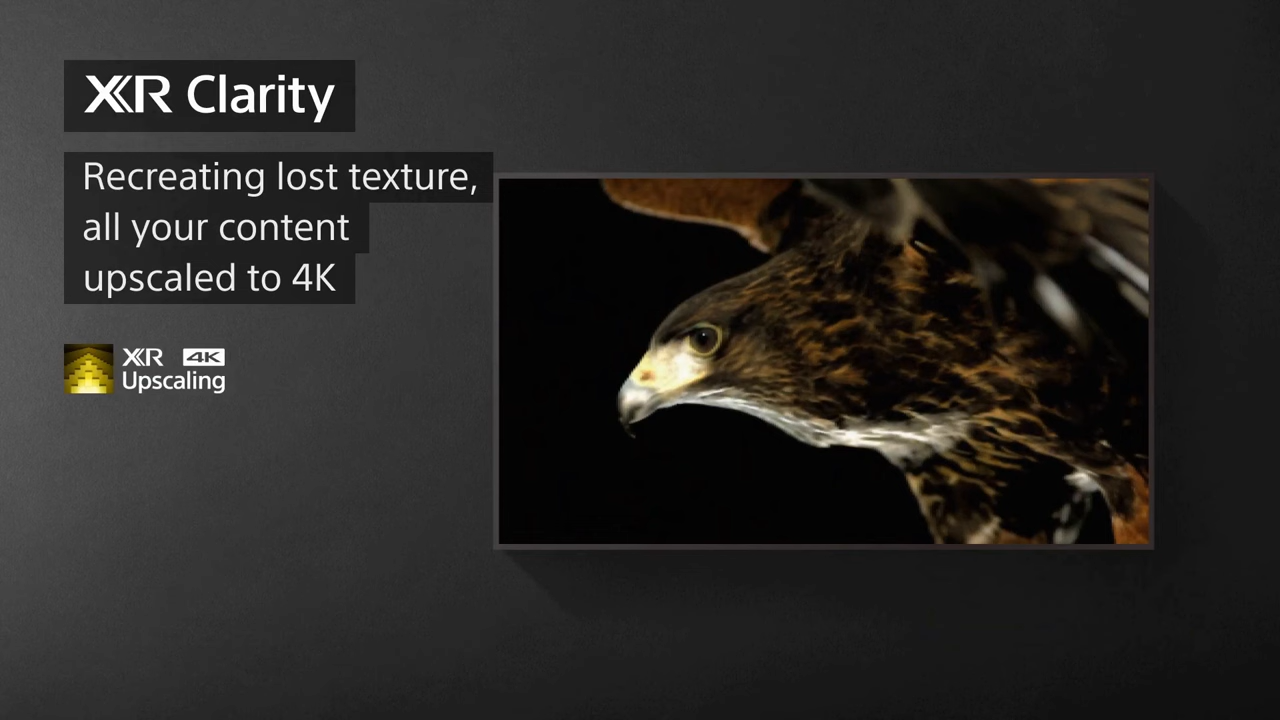 XR Clarity
Recreating lost texture,
all your content
upscaled to 4K
XR 4K
Upscaling